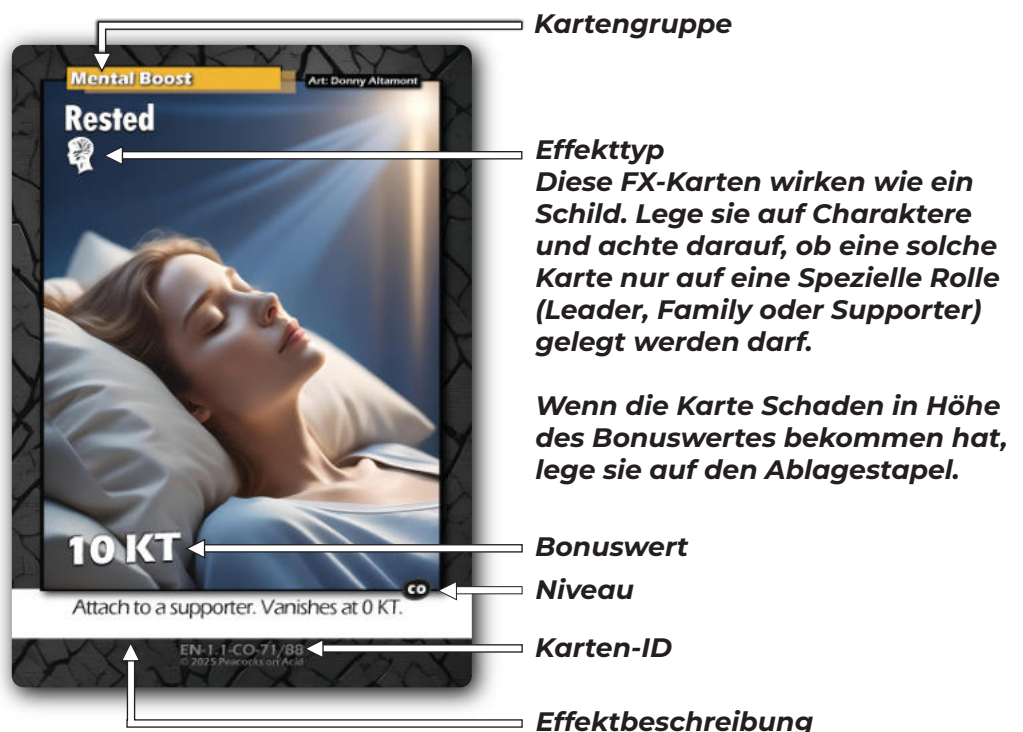 Kartengruppe
Mental Boost
Art: Donny Altamont
Rested
Effekttyp
Diese FX-Karten wirken wie ein
Schild. Lege sie auf Charaktere
und achte darauf, ob eine solche
Karte nur auf eine Spezielle Rolle
(Leader, Family oder Supporter)
gelegt werden darf.
Wenn die Karte Schaden in Höhe
des Bonuswertes bekommen hat,
lege sie auf den Ablagestapel.
10 KT
Bonuswert
CO
Niveau
Attach to a supporter. Vanishes at 0 KT.
EN-1.1-CO-71/88
© 2025 Peacocks on Acid
Karten-ID
Effektbeschreibung